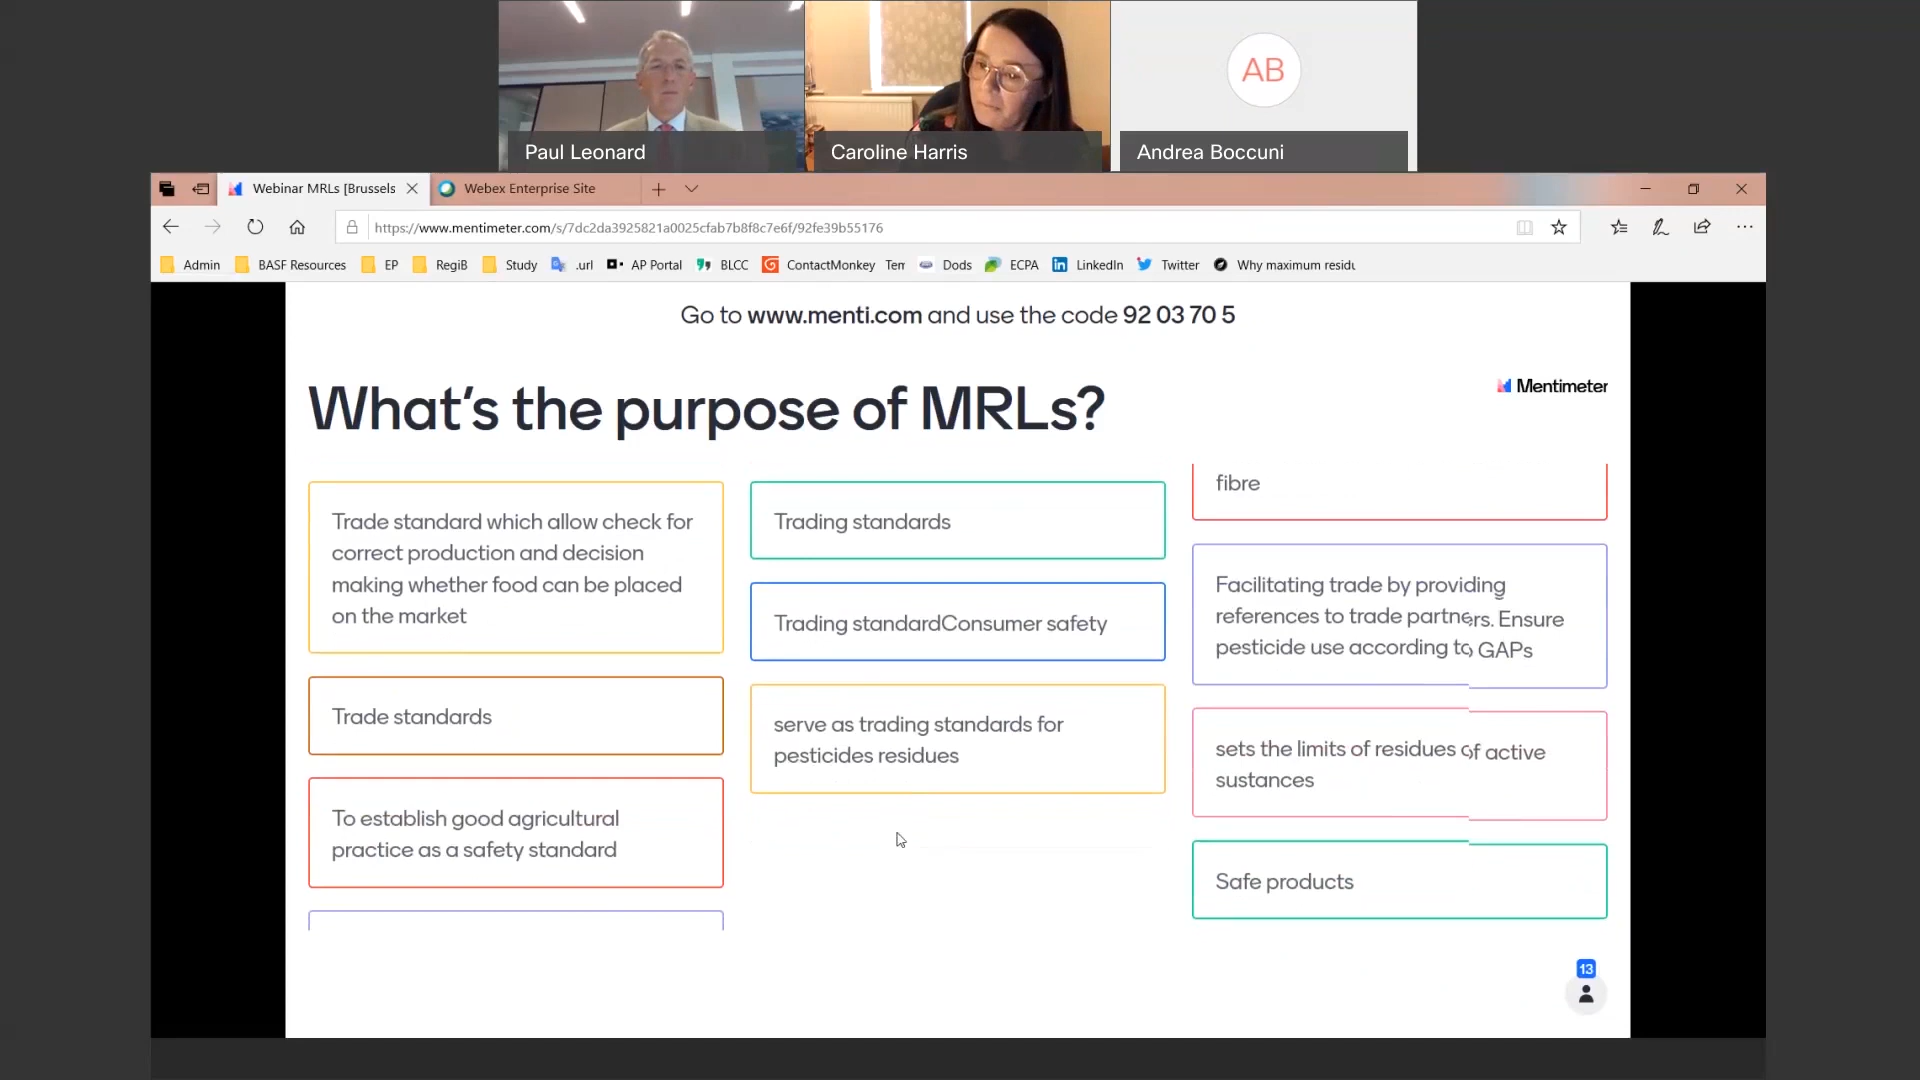 AB
Paul Leonard
Caroline Harris
Andrea Boccuni
Webinar MRLs [Brussels
Webex Enterprise Site
https://www.mentimeter.com/s/7dc2da3925821a0025cfab7b8f8c7e6f/92fe39b55176
Admin BASF Resources EP RegiB Study .url AP Portal BLCC ContactMonkey Tem Dods ECPA LinkedIn Twitter Why maximum residu
Go to www.menti.com and use the code 92 03 70 5
What's the purpose of MRLs?
Mentimeter
Trade standard which allow check for
correct production and decision
making whether food can be placed
on the market
Trade standards
To establish good agricultural
practice as a safety standard
Trading standards
Trading standardConsumer safety
serve as trading standards for
pesticides residues
fibre
Facilitating trade by providing
references to trade partners. Ensure
pesticide use according to GAPs
sets the limits of residues of active
sustances
Safe products
13